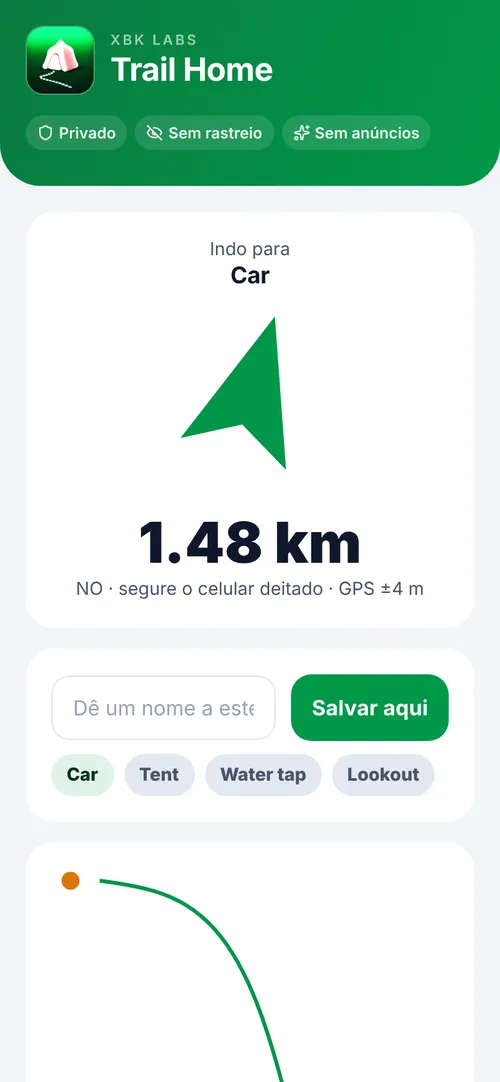 XBK LABS
Trail Home
Privado
Sem rastreio
Sem anúncios
Indo para
Car
1.48 km
NO · segure o celular deitado · GPS ±4 m
Dê um nome a este
Salvar aqui
Car
Tent
Water tap
Lookout